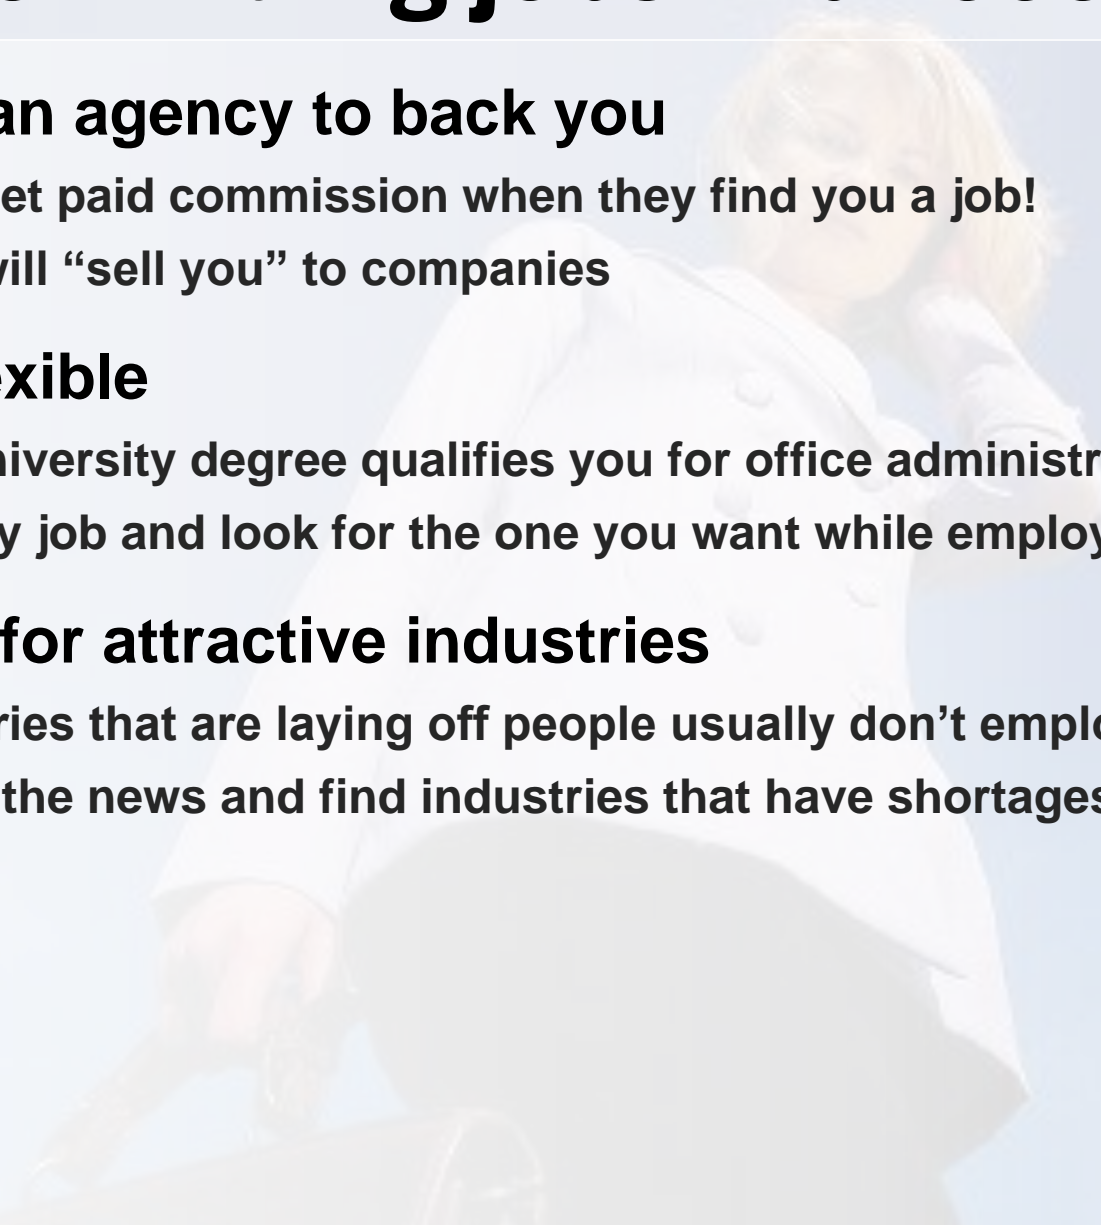 an agency to back you
et paid commission when they find you a job!
will “sell you” to companies
exible
niversity degree qualifies you for office administr
y job and look for the one you want while employ
for attractive industries
ries that are laying off people usually don’t emplo
the news and find industries that have shortages